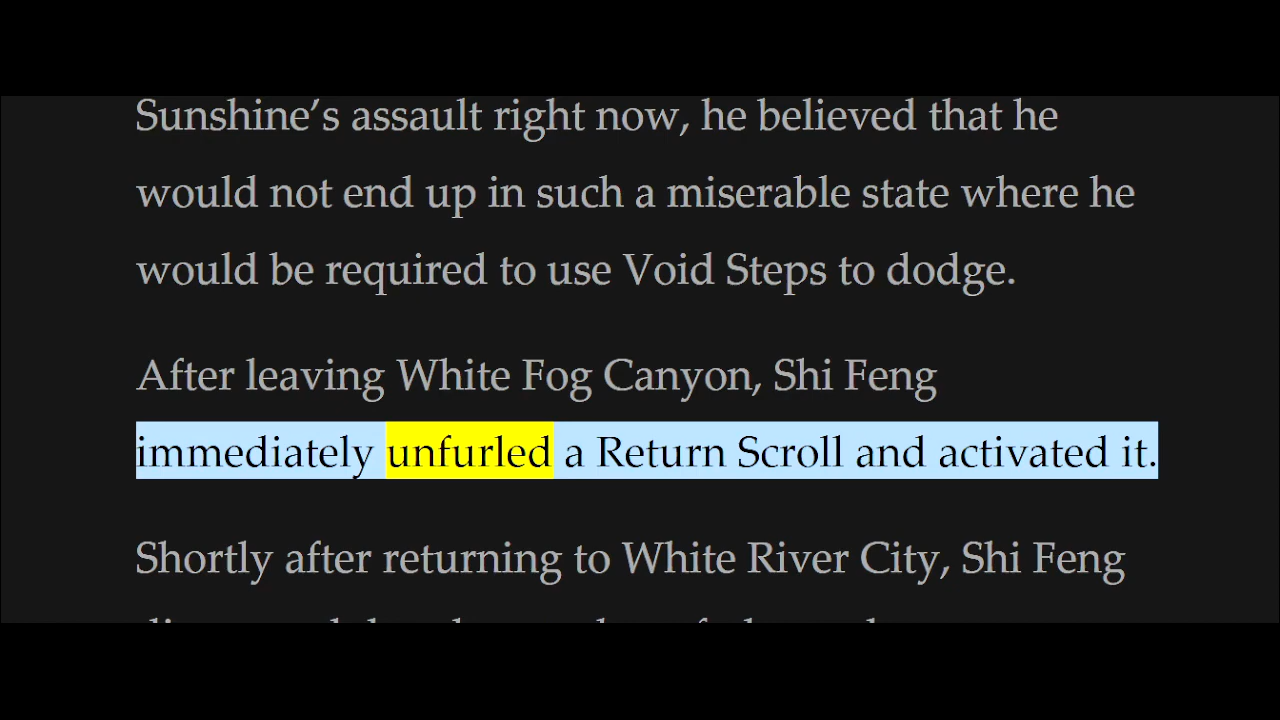 Sunshine’s assault right now, he believed that he
would not end up in such a miserable state where he
would be required to use Void Steps to dodge.
After leaving White Fog Canyon, Shi Feng
immediately unfurled a Return Scroll and activated it.
Shortly after returning to White River City, Shi Feng